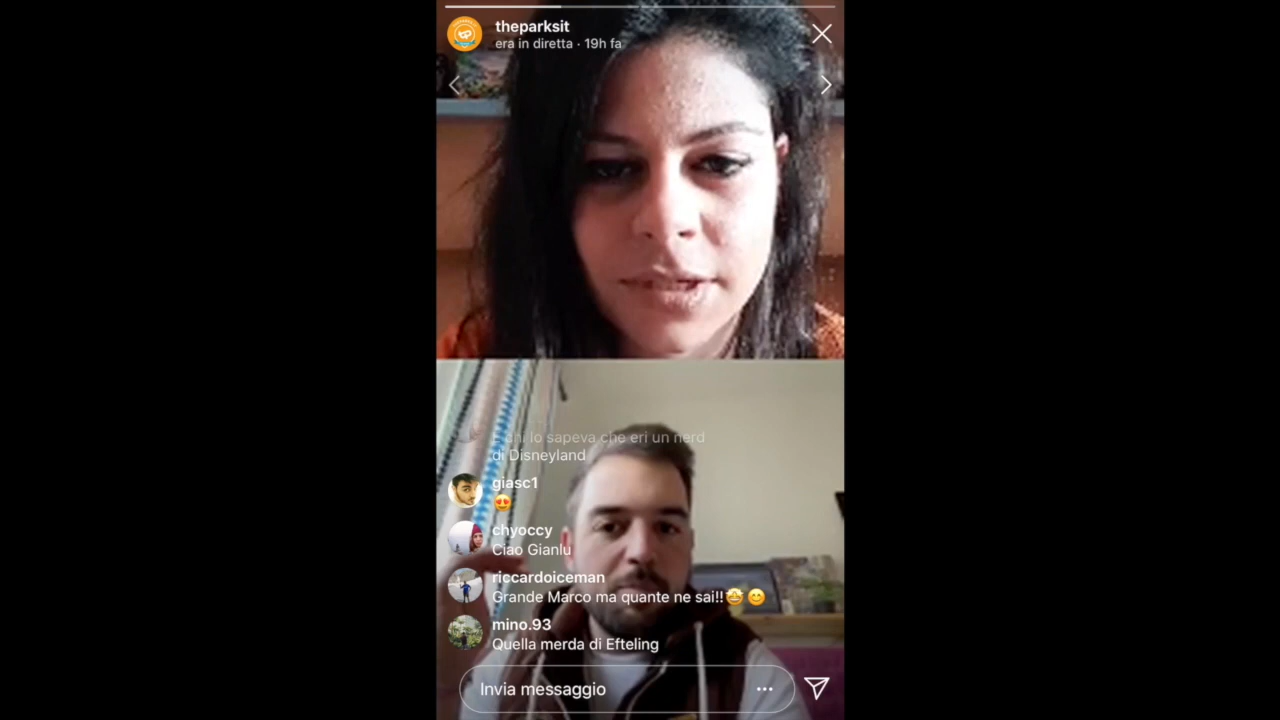 theparksit
era in diretta · 19h fa
E chi lo sapeva che eri un nerd
di Disneyland
giasc1
😍
chyoccy
Ciao Gianlu
riccardoiceman
Grande Marco ma quante ne sai!!🤩😊
mino.93
Quella merda di Efteling
Invia messaggio